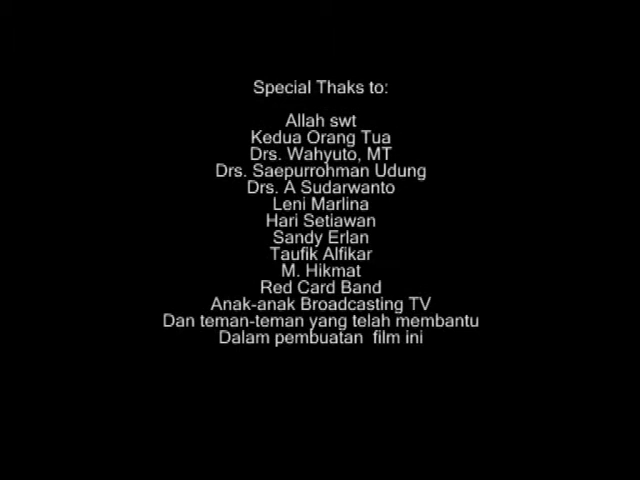 Special Thaks to:
Allah swt
Kedua Orang Tua
Drs. Wahyuto, MT
Drs. Saepurrohman Udung
Drs. A Sudarwanto
Leni Marlina
Hari Setiawan
Sandy Erlan
Taufik Alfikar
M. Hikmat
Red Card Band
Anak-anak Broadcasting TV
Dan teman-teman yang telah membantu
Dalam pembuatan  film ini